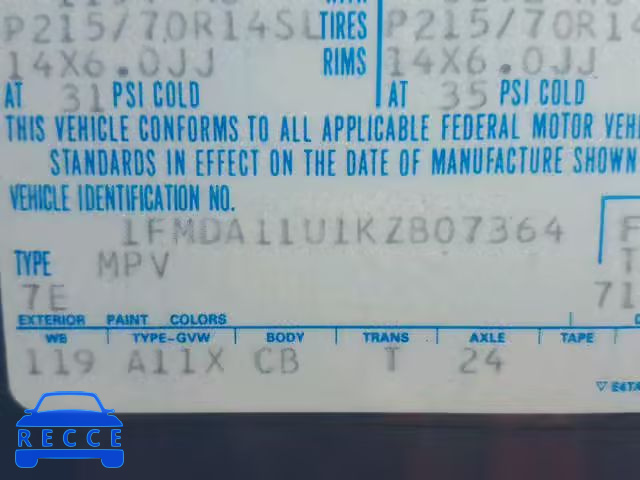 P215/70R14SL TIRES P215/70R14
14X6.0JJ RIMS 14X6.0JJ
AT 31 PSI COLD AT 35 PSI COLD
THIS VEHICLE CONFORMS TO ALL APPLICABLE FEDERAL MOTOR VEH
STANDARDS IN EFFECT ON THE DATE OF MANUFACTURE SHOWN
VEHICLE IDENTIFICATION NO.
1FMDA11U1KZB07364 F
TYPE MPV T
7E 71
EXTERIOR PAINT COLORS
WB TYPE-GVW BODY TRANS AXLE TAPE
119 A11X CB T 24
RECCE